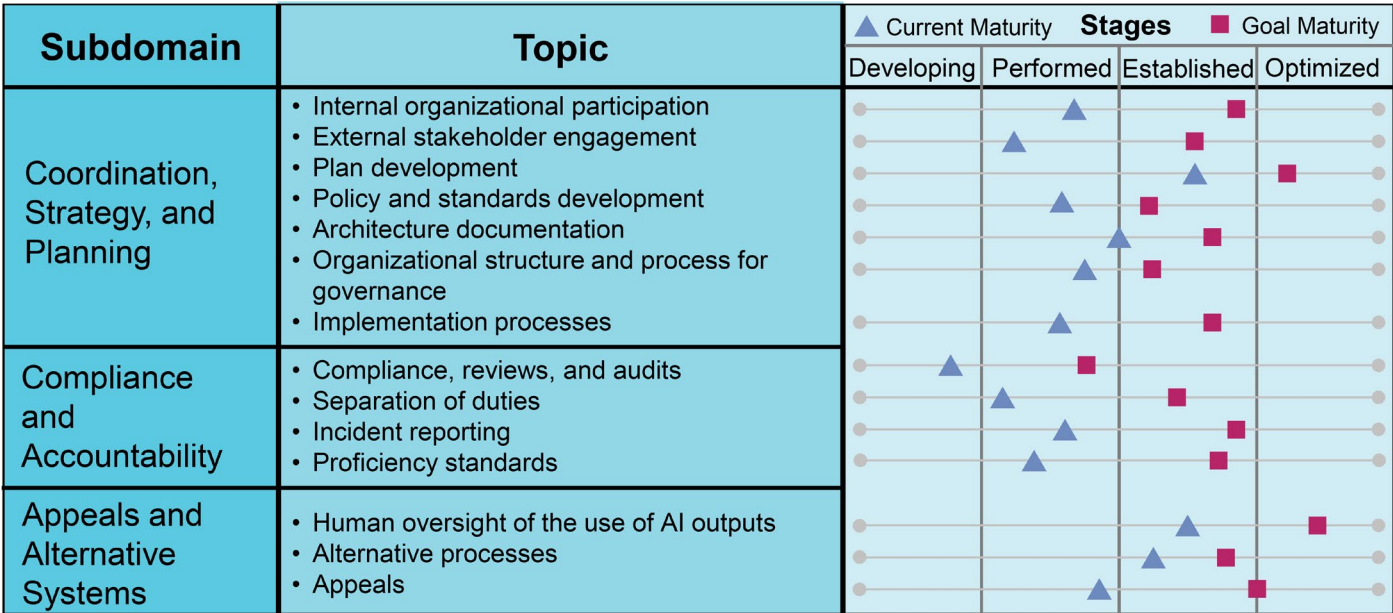 Subdomain
Topic
Current Maturity Stages Goal Maturity
Developing Performed Established Optimized
Coordination,
Strategy, and
Planning
• Internal organizational participation
• External stakeholder engagement
• Plan development
• Policy and standards development
• Architecture documentation
• Organizational structure and process for
governance
• Implementation processes
Compliance
and
Accountability
• Compliance, reviews, and audits
• Separation of duties
• Incident reporting
• Proficiency standards
Appeals and
Alternative
Systems
• Human oversight of the use of AI outputs
• Alternative processes
• Appeals